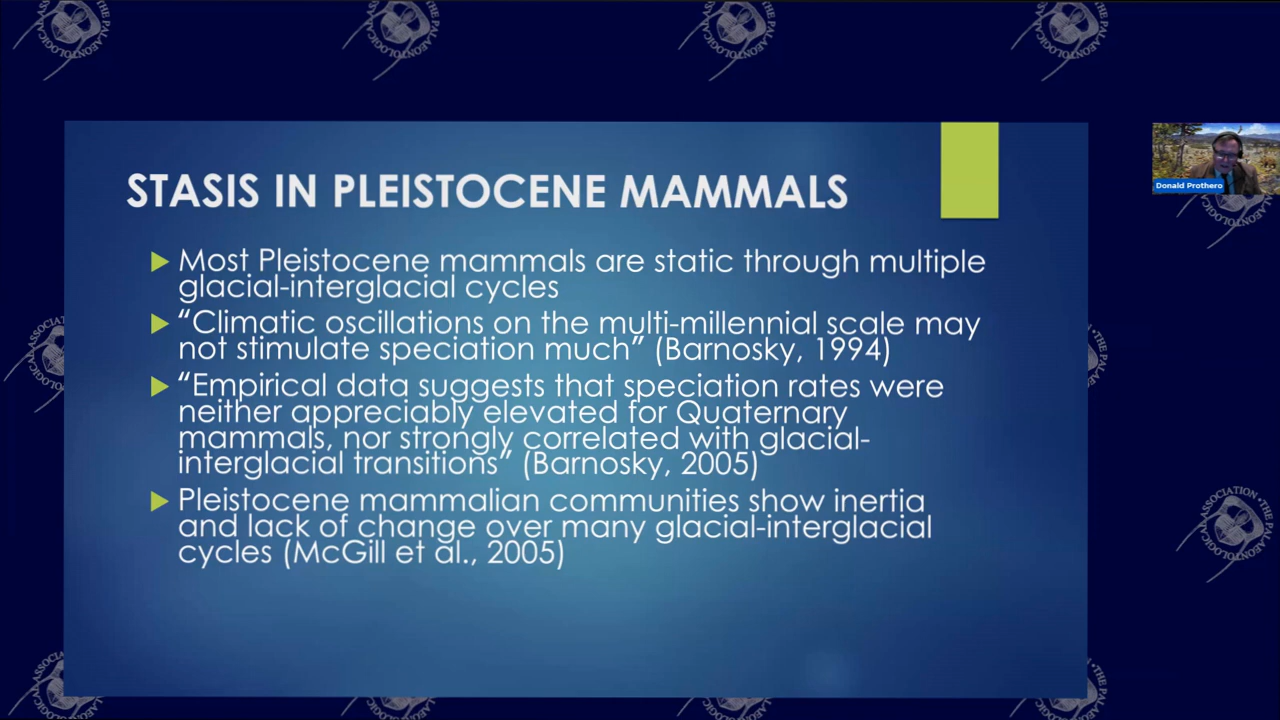 STASIS IN PLEISTOCENE MAMMALS
Most Pleistocene mammals are static through multiple
glacial-interglacial cycles
“Climatic oscillations on the multi-millennial scale may
not stimulate speciation much” (Barnosky, 1994)
“Empirical data suggests that speciation rates were
neither appreciably elevated for Quaternary
mammals, nor strongly correlated with glacial-
interglacial transitions” (Barnosky, 2005)
Pleistocene mammalian communities show inertia
and lack of change over many glacial-interglacial
cycles (McGill et al., 2005)
Donald Prothero
THE PALAEONTOLOGICAL ASSOCIATION